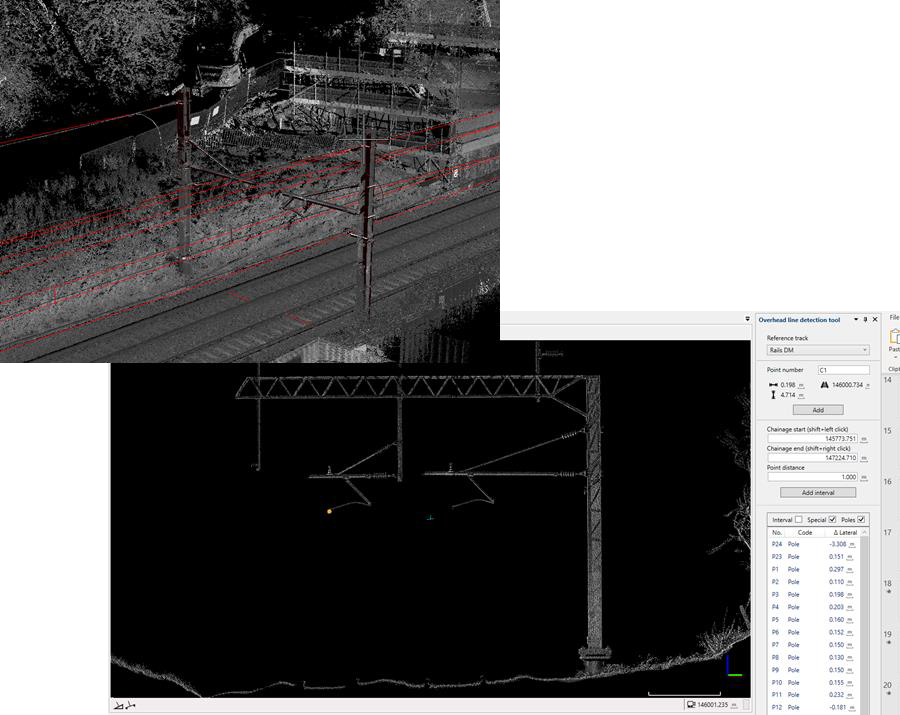 Overhead line detection tool
File
Reference track
Rails DM
Past
Point number C1
0.198 m 146000.734 m
4.714 m
Add
14
Chainage start (shift+left click)
145773.751 m
15
Chainage end (shift+right click)
147224.710 m
Point distance
1.000 m
16
Add interval
Interval Special Poles
17
No. Code Δ Lateral
P24 Pole -3.308 m
P23 Pole 0.151 m
P1 Pole 0.297 m
P2 Pole 0.110 m
18
P3 Pole 0.198 m
P4 Pole 0.203 m
P5 Pole 0.160 m
P6 Pole 0.152 m
19
P7 Pole 0.150 m
P8 Pole 0.130 m
P9 Pole 0.150 m
P10 Pole 0.155 m
20
P11 Pole 0.232 m
P12 Pole -0.181 m
146001.235 m